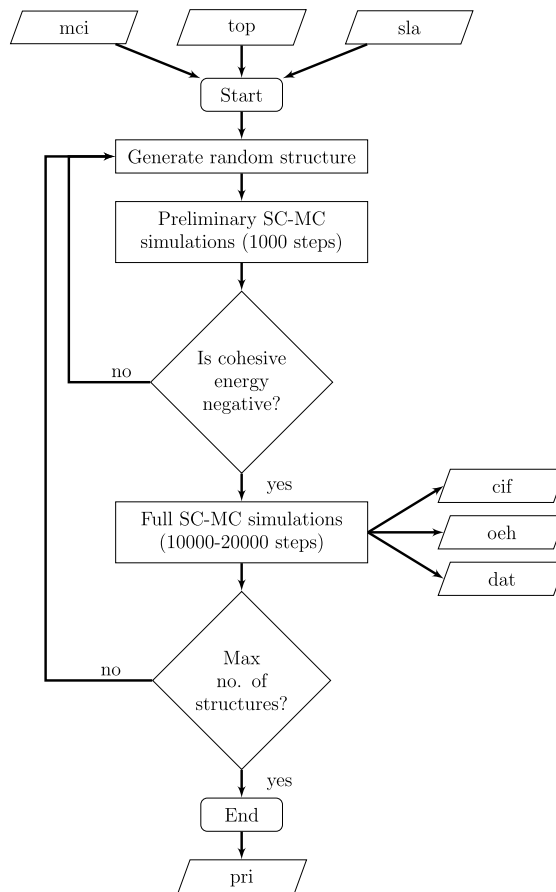 mci
top
sla
Start
Generate random structure
Preliminary SC-MC
simulations (1000 steps)
Is cohesive
energy
negative?
no
yes
Full SC-MC simulations
(10000-20000 steps)
cif
oeh
dat
Max
no. of
structures?
no
yes
End
pri